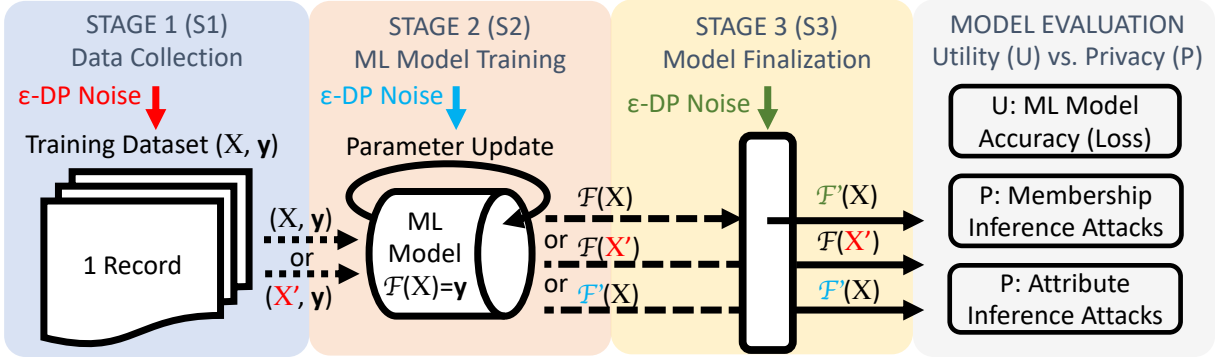 STAGE 1 (S1)
Data Collection
ε-DP Noise
Training Dataset (X, y)
1 Record
(X, y)
or
(X', y)
STAGE 2 (S2)
ML Model Training
ε-DP Noise
Parameter Update
ML
Model
ℱ(X)=y
ℱ(X)
or ℱ(X')
or ℱ'(X)
STAGE 3 (S3)
Model Finalization
ε-DP Noise
ℱ'(X)
ℱ(X')
ℱ'(X)
MODEL EVALUATION
Utility (U) vs. Privacy (P)
U: ML Model
Accuracy (Loss)
P: Membership
Inference Attacks
P: Attribute
Inference Attacks